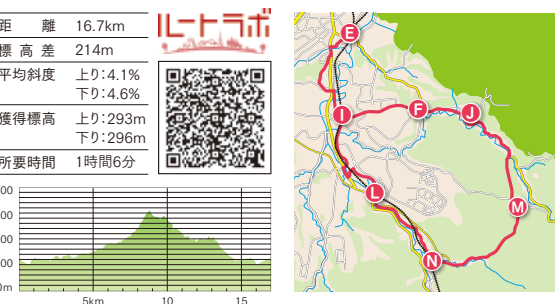 距離 16.7km
標高差 214m
平均斜度 上り:4.1%
下り:4.6%
獲得標高 上り:293m
下り:296m
所要時間 1時間6分
ルートラボ
00
00
00
00
0m
5km 10 15
E
I F J
L
M
N